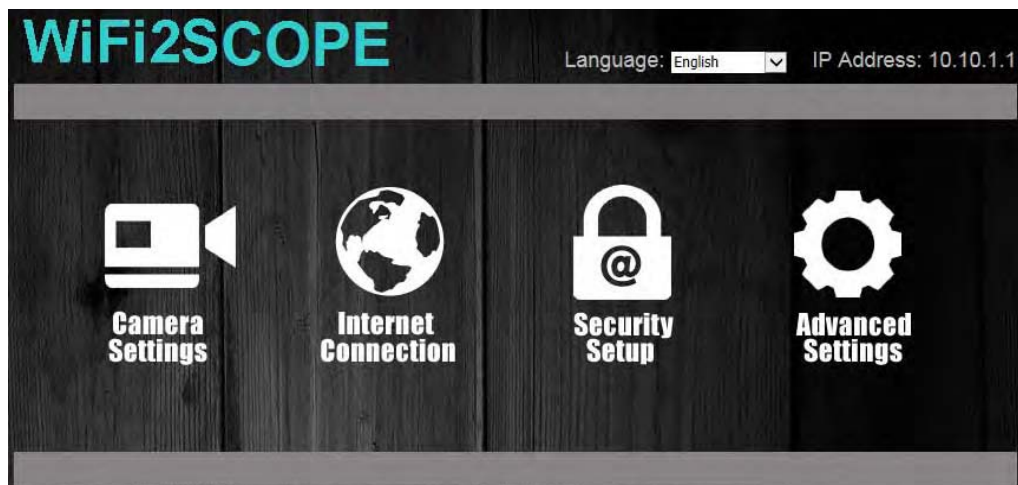 WiFi2SCOPE
Language: English IP Address: 10.10.1.1
Camera Settings
Internet Connection
Security Setup
Advanced Settings
@